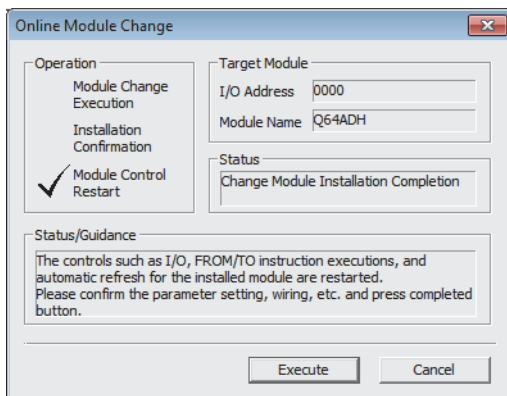 Online Module Change
Operation
Module Change
Execution
Installation
Confirmation
Module Control
Restart
Target Module
I/O Address 0000
Module Name Q64ADH
Status
Change Module Installation Completion
Status/Guidance
The controls such as I/O, FROM/TO instruction executions, and
automatic refresh for the installed module are restarted.
Please confirm the parameter setting, wiring, etc. and press completed
button.
Execute Cancel